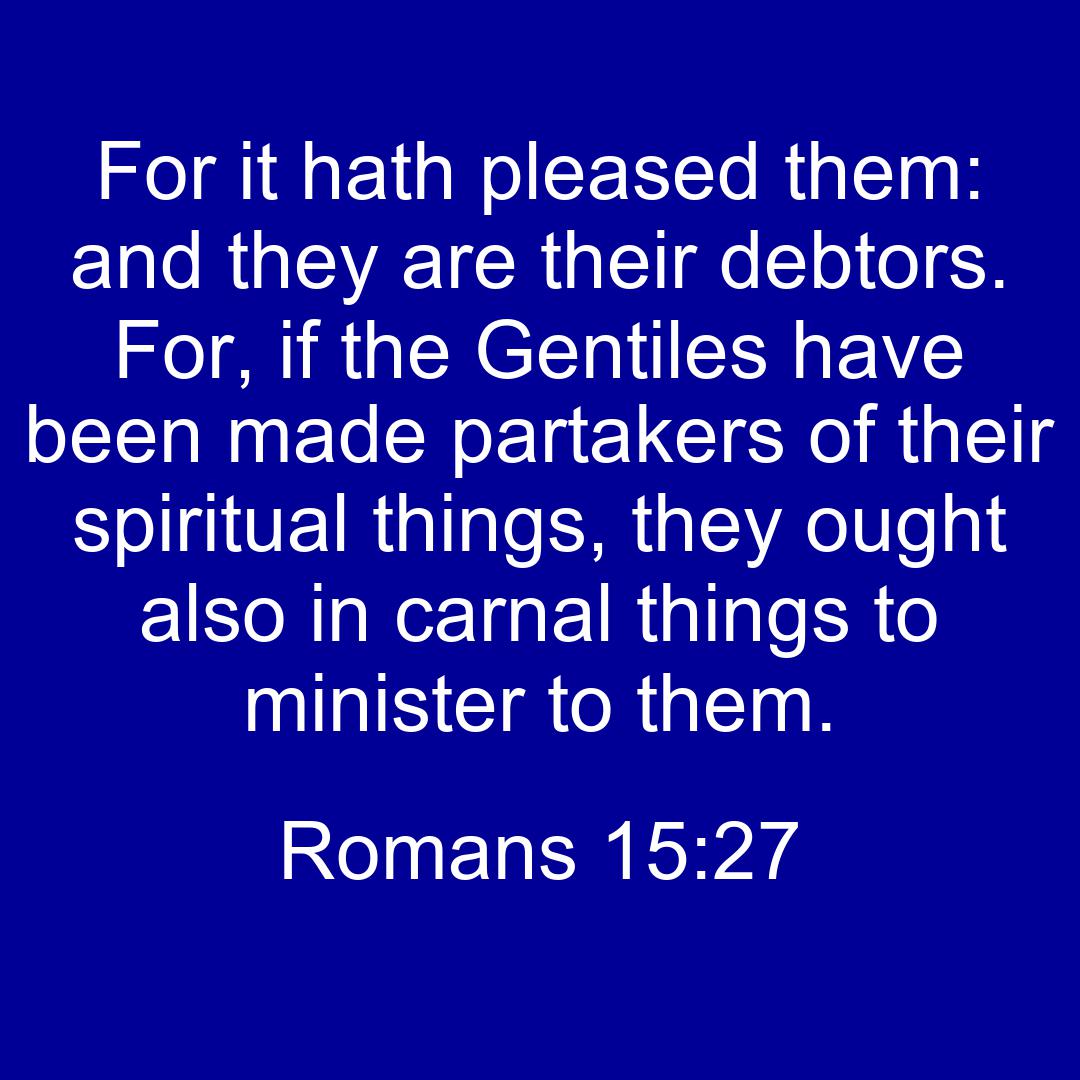 For it hath pleased them:
and they are their debtors.
For, if the Gentiles have
been made partakers of their
spiritual things, they ought
also in carnal things to
minister to them.
Romans 15:27